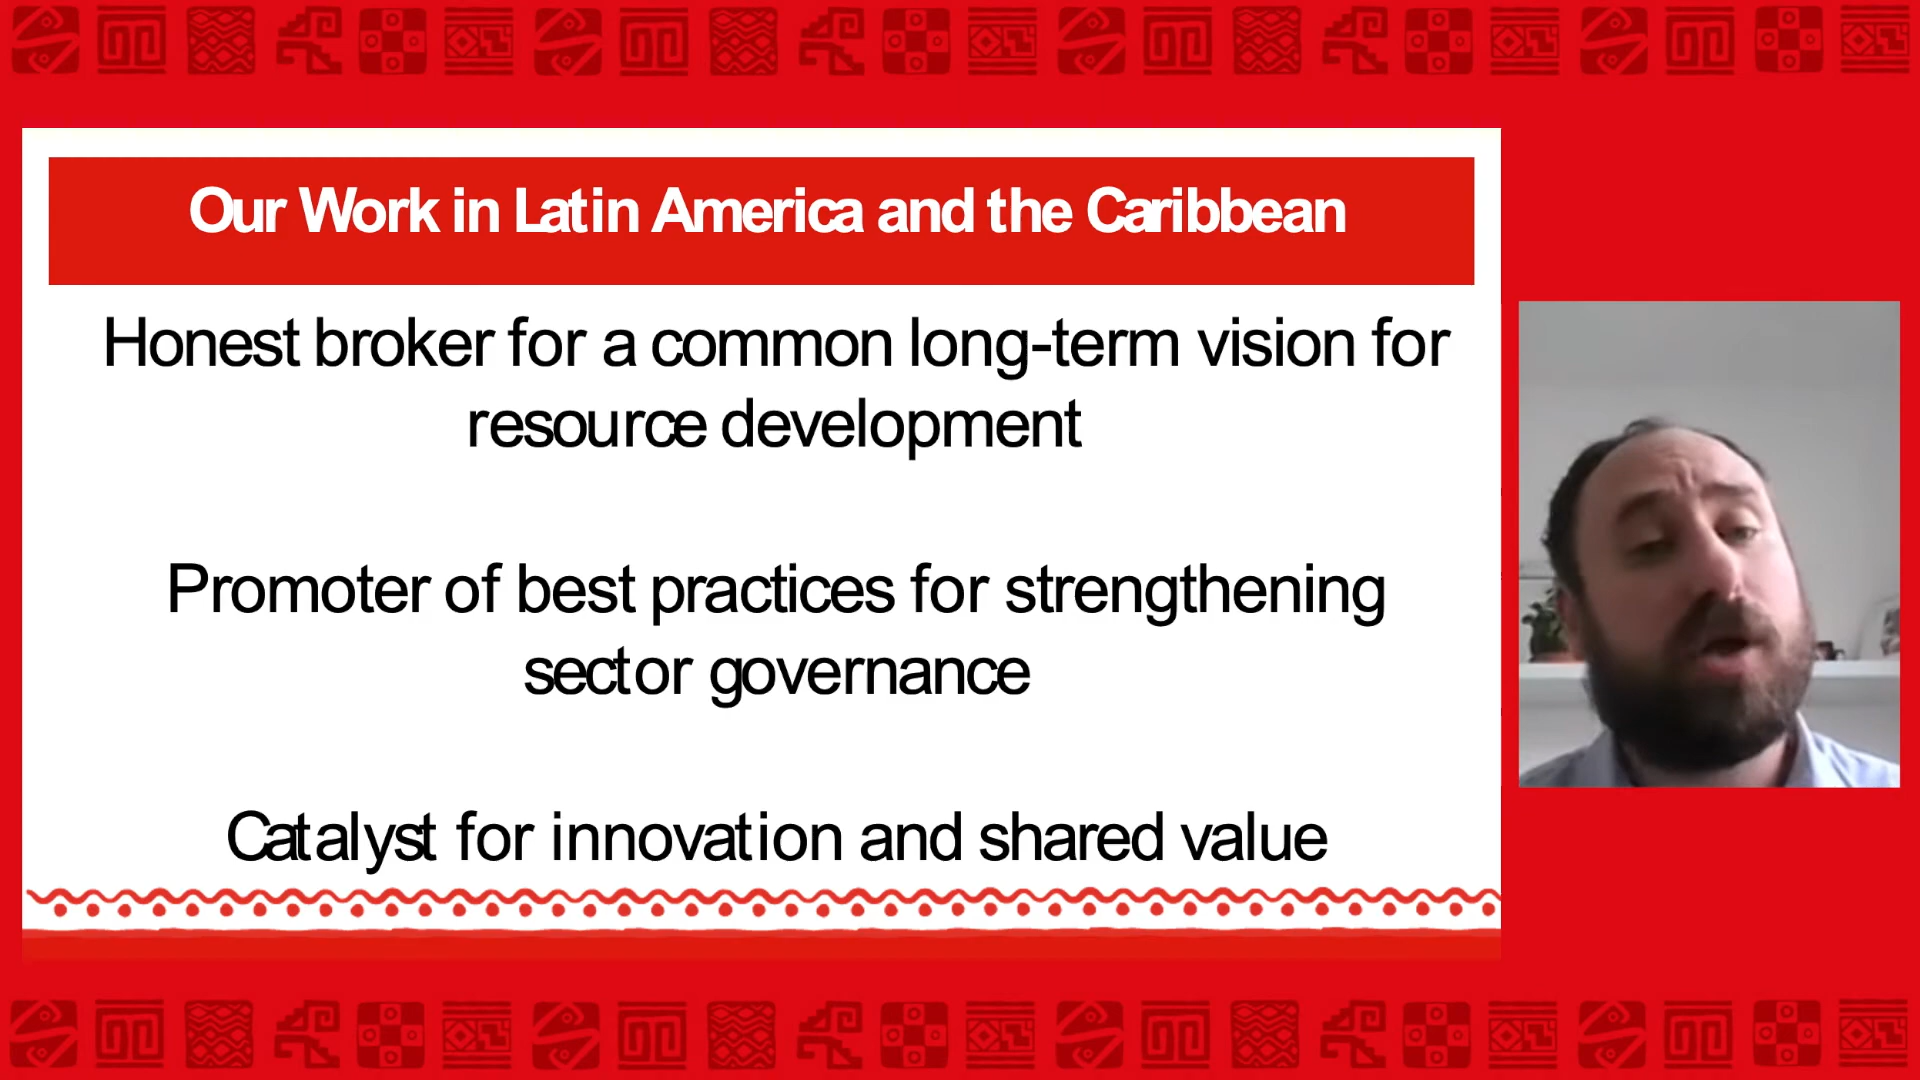 Our Work in Latin America and the Caribbean
Honest broker for a common long-term vision for
resource development
Promoter of best practices for strengthening
sector governance
Catalyst for innovation and shared value